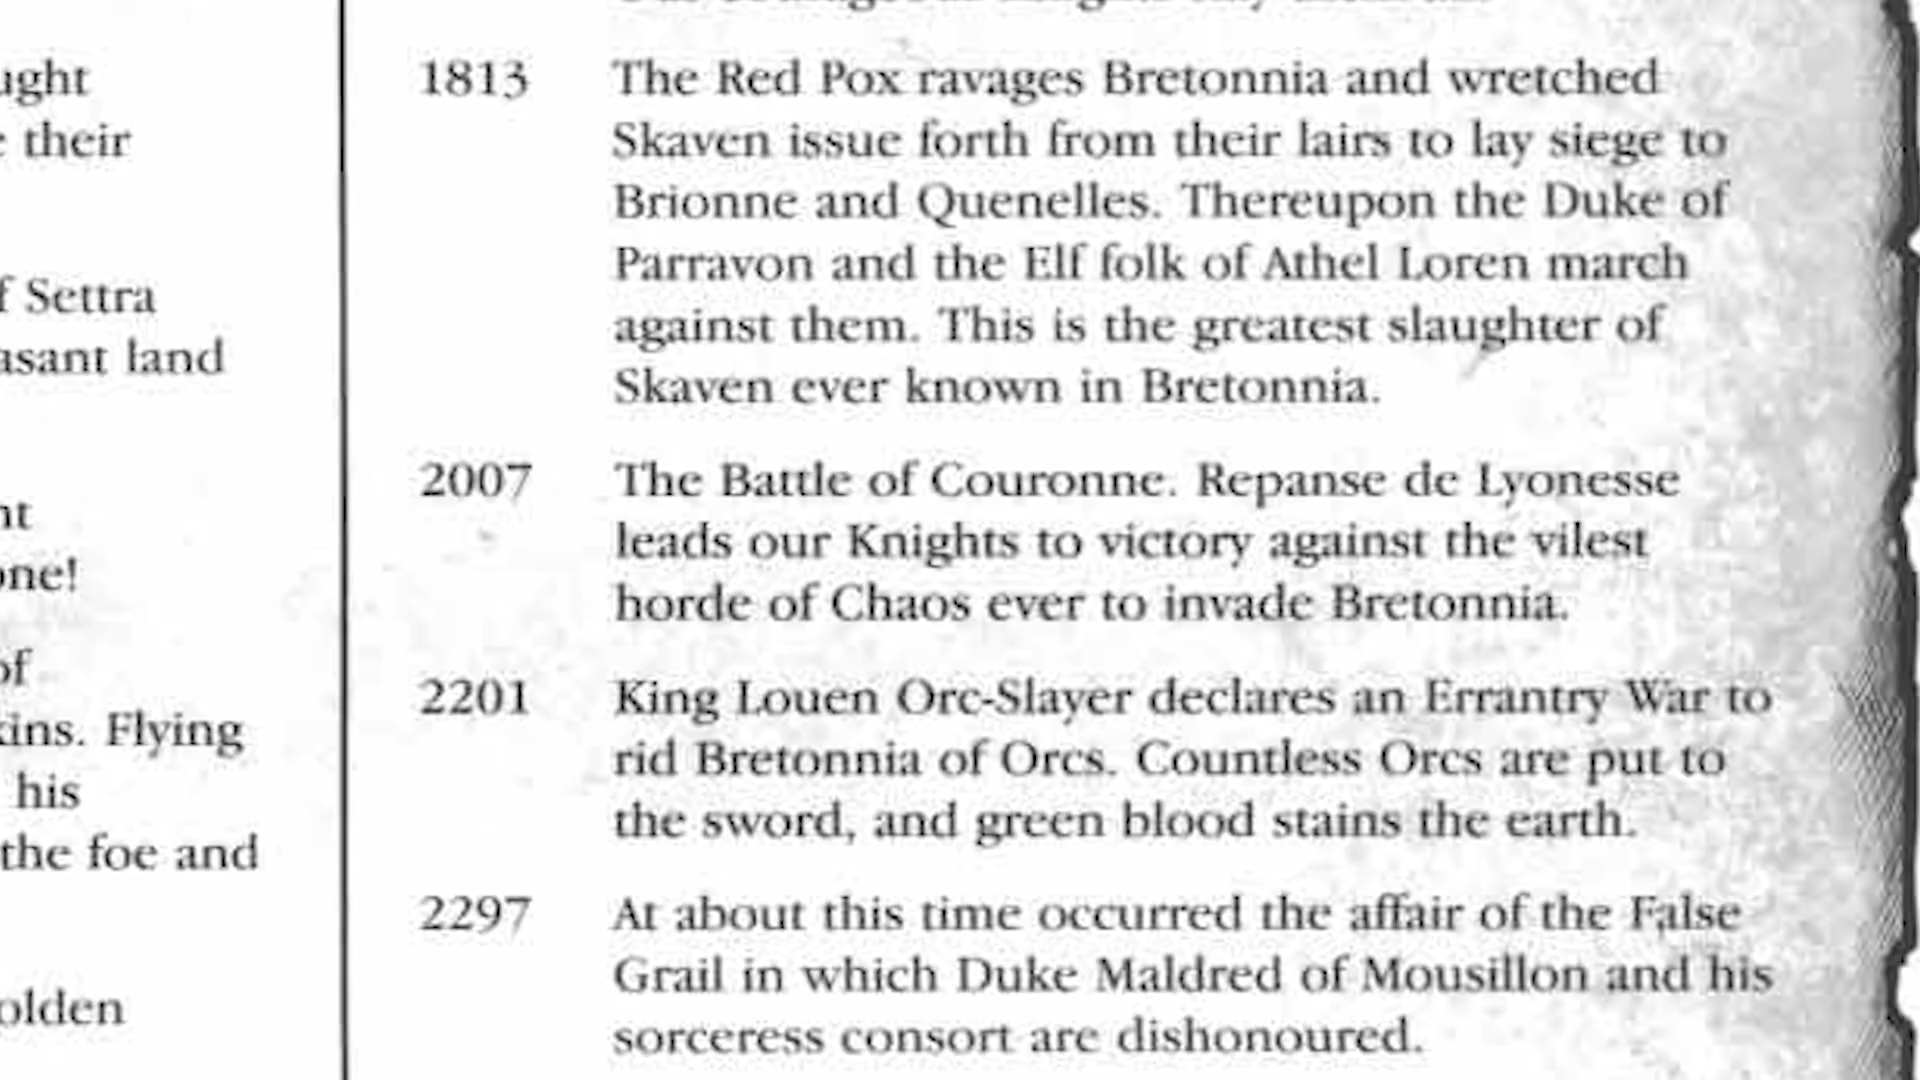 ught
their
f Settra
asant land
nt
one!
of
kins. Flying
his
the foe and
olden
1813 The Red Pox ravages Bretonnia and wretched
Skaven issue forth from their lairs to lay siege to
Brionne and Quenelles. Thereupon the Duke of
Parravon and the Elf folk of Athel Loren march
against them. This is the greatest slaughter of
Skaven ever known in Bretonnia.
2007 The Battle of Couronne. Repanse de Lyonesse
leads our Knights to victory against the vilest
horde of Chaos ever to invade Bretonnia.
2201 King Louen Orc-Slayer declares an Errantry War to
rid Bretonnia of Orcs. Countless Orcs are put to
the sword, and green blood stains the earth.
2297 At about this time occurred the affair of the False
Grail in which Duke Maldred of Mousillon and his
sorceress consort are dishonoured.